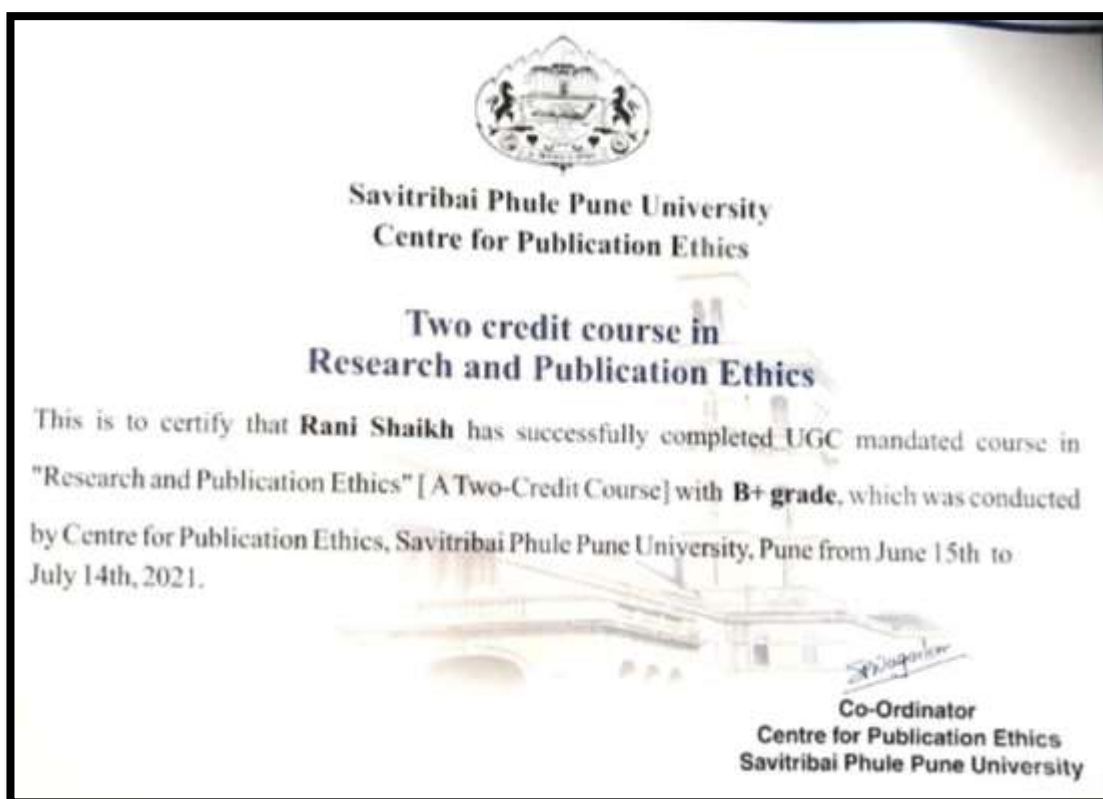 Savitribai Phule Pune University
Centre for Publication Ethics
Two credit course in
Research and Publication Ethics
This is to certify that Rani Shaikh has successfully completed UGC mandated course in
"Research and Publication Ethics" [ A Two-Credit Course] with B+ grade, which was conducted
by Centre for Publication Ethics, Savitribai Phule Pune University, Pune from June 15th to
July 14th, 2021.
Co-Ordinator
Centre for Publication Ethics
Savitribai Phule Pune University